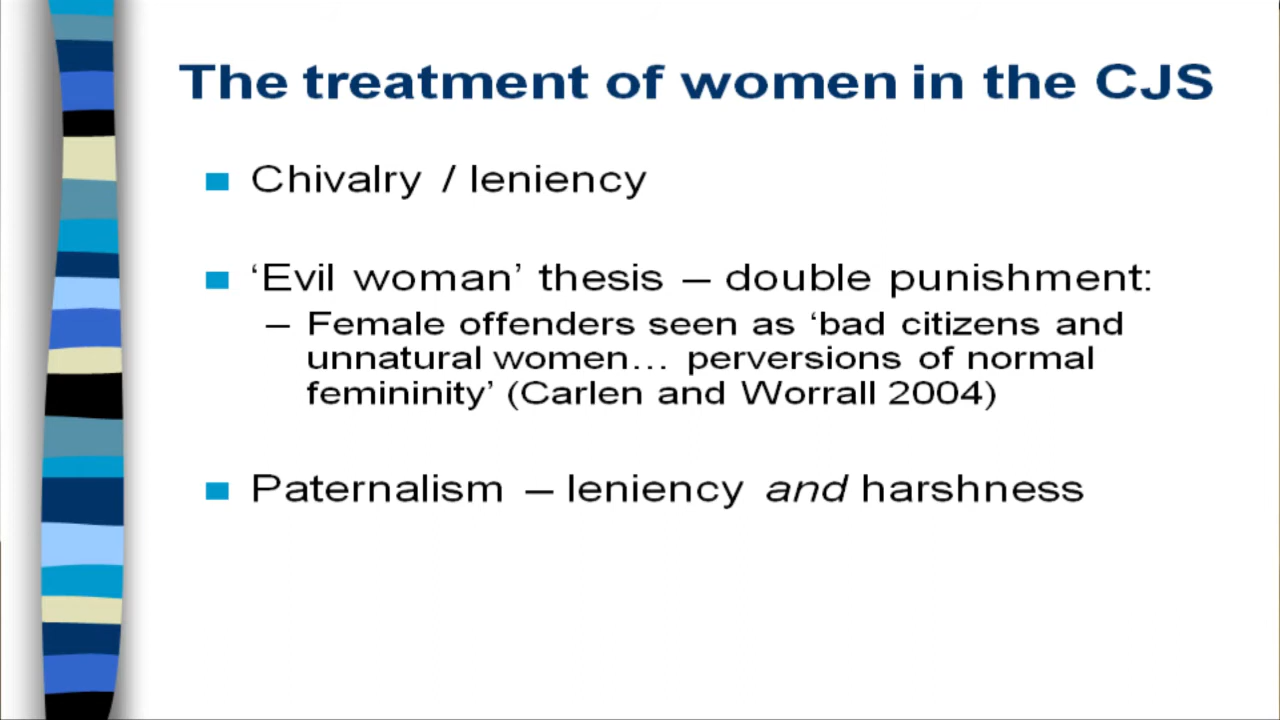 The treatment of women in the CJS
Chivalry / leniency
‘Evil woman’ thesis – double punishment:
– Female offenders seen as ‘bad citizens and
unnatural women… perversions of normal
femininity’ (Carlen and Worrall 2004)
Paternalism – leniency and harshness